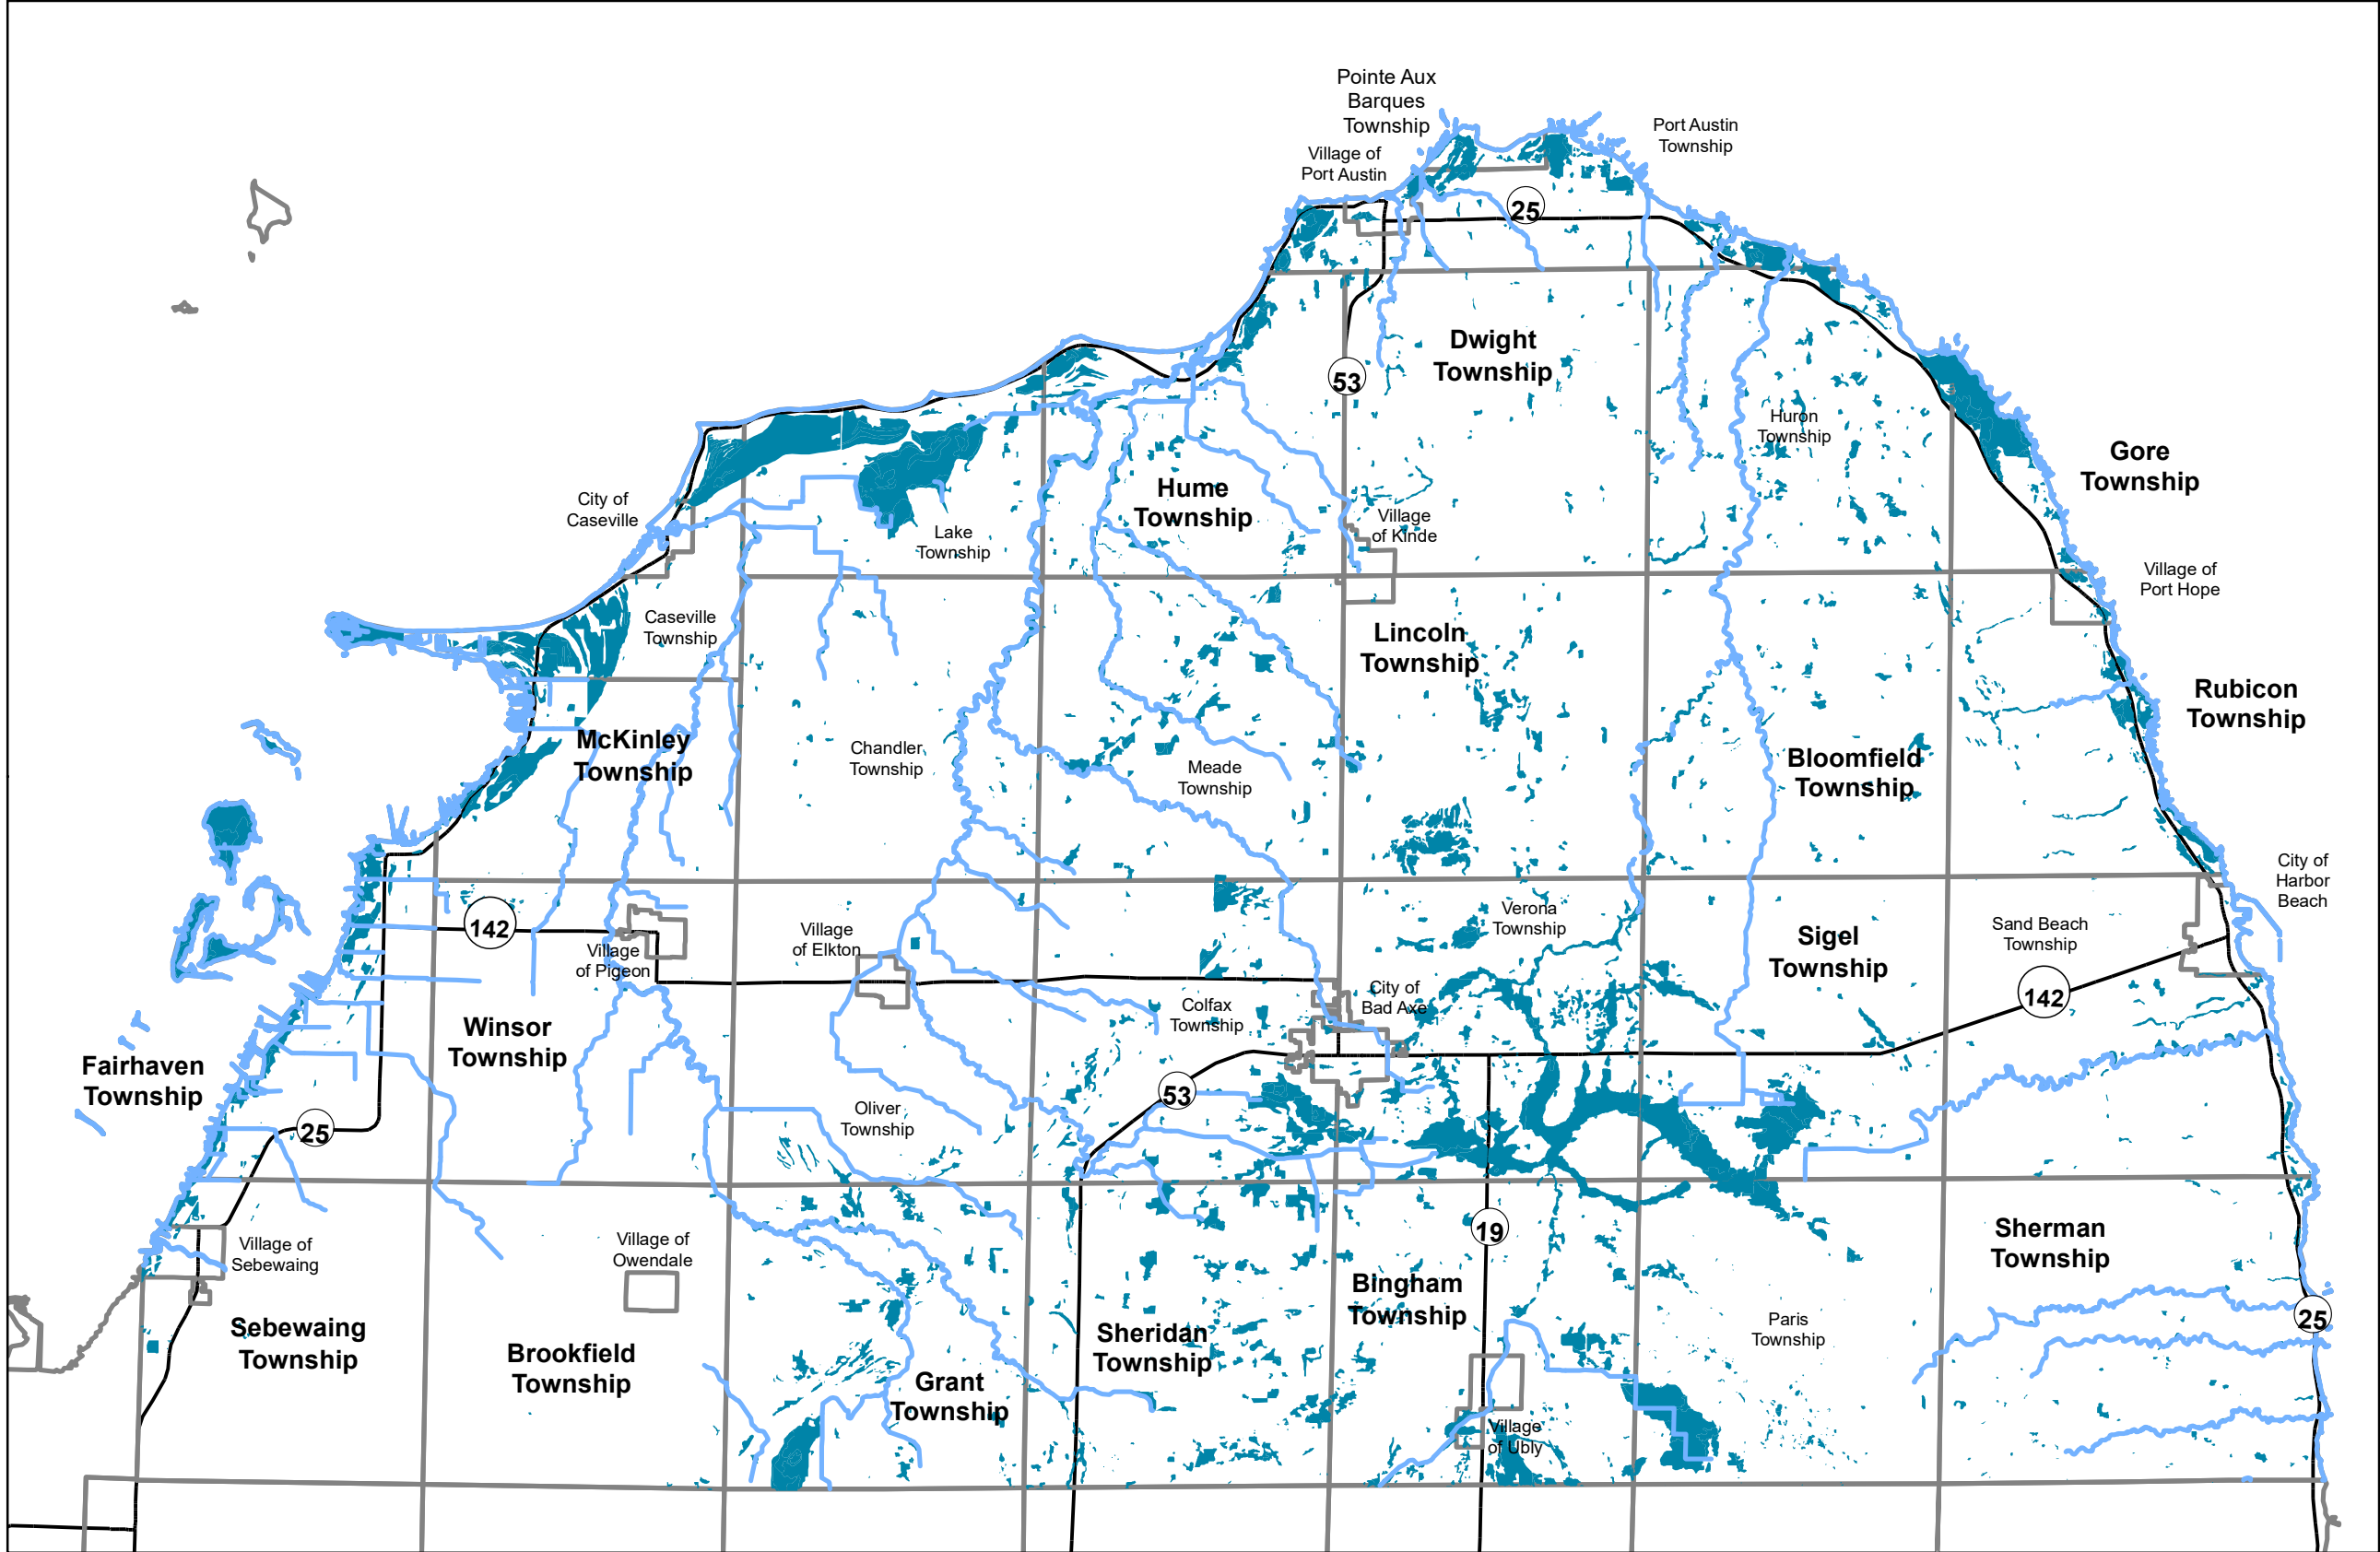 Pointe Aux
Barques
Township
Port Austin
Township
Village of
Port Austin
25
Dwight
Township
53
Huron
Township
Gore
Township
Hume
Township
City of
Caseville
Village
of Kinde
Lake
Township
Village of
Port Hope
Caseville
Township
Lincoln
Township
Rubicon
Township
McKinley
Township
Chandler
Township
Meade
Township
Bloomfield
Township
City of
Harbor
Beach
142
Village
of Pigeon
Village
of Elkton
Verona
Township
Sigel
Township
Sand Beach
Township
142
City of
Bad Axe
Colfax
Township
Winsor
Township
Fairhaven
Township
53
25
Oliver
Township
19
Village of
Sebewaing
Village of
Owendale
Sherman
Township
Bingham
Township
Sebewaing
Township
Brookfield
Township
Sheridan
Township
Paris
Township
25
Grant
Township
Village
of Ubly